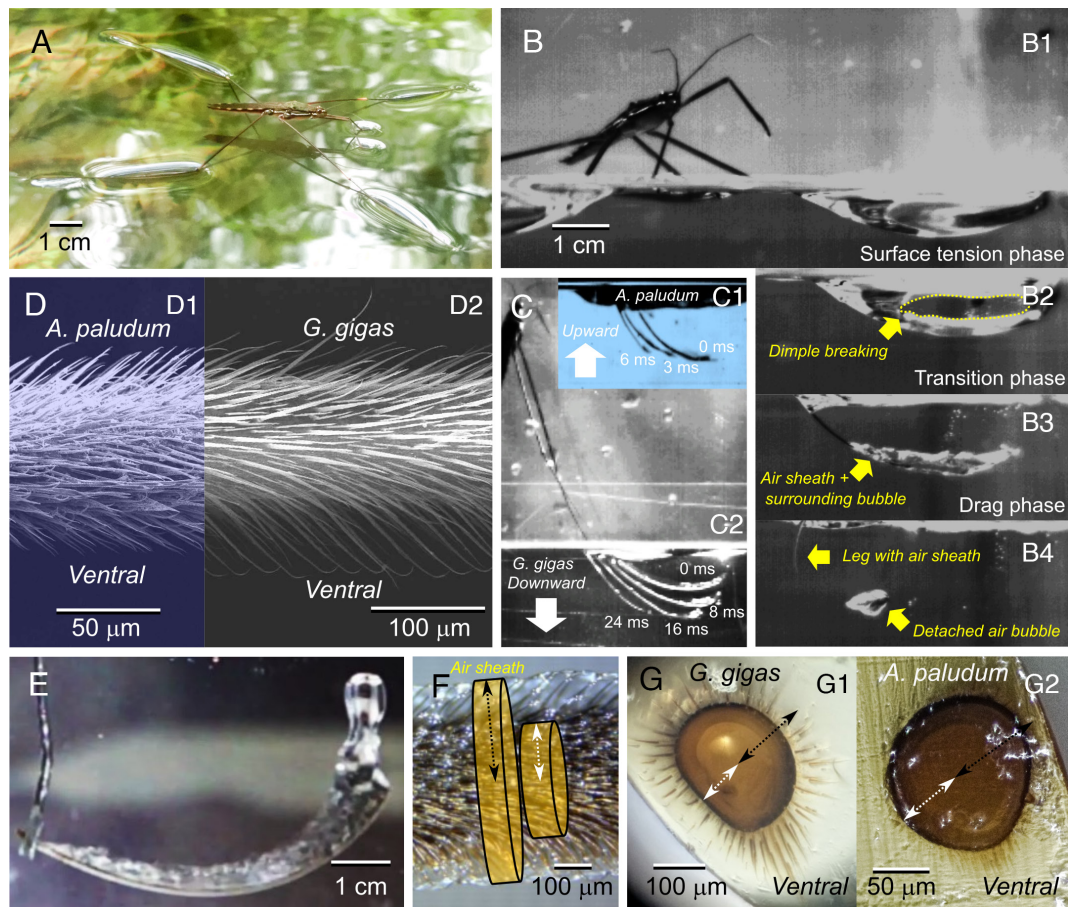 A
1 cm
B
B1
1 cm
Surface tension phase
D
D1
D2
A. paludum
G. gigas
Ventral
Ventral
50 μm
100 μm
C
C1
A. paludum
Upward
0 ms
6 ms
3 ms
C2
G. gigas
Downward
0 ms
8 ms
24 ms
16 ms
B2
Dimple breaking
Transition phase
B3
Air sheath +
surrounding bubble
Drag phase
B4
Leg with air sheath
Detached air bubble
E
1 cm
Air sheath
F
100 μm
G
G. gigas
G1
100 μm
Ventral
A. paludum
G2
50 μm
Ventral